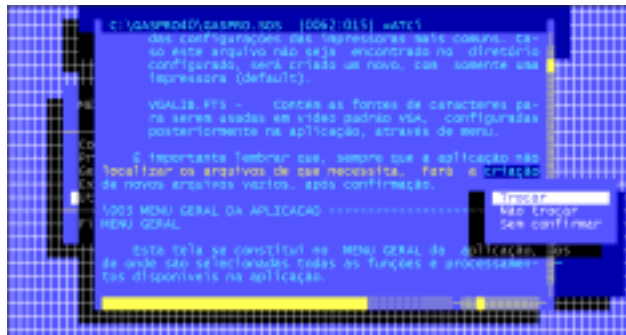 C:\GASPRO40\GASPRO.SDS |0062:015|
das configurações das impressoras mais comuns. Ca-
so este arquivo não seja encontrado no diretório
configurado, será criado um novo, com somente uma
impressora (default).
VGALIB.FTS - Contém as fontes de caracteres pa-
ra serem usadas em vídeo padrão VGA, configuradas
posteriormente na aplicação, através de menu.
É importante lembrar que, sempre que a aplicação não
localizar os arquivos de que necessita, fará a criação
de novos arquivos vazios, após confirmação.
\003 MENU GERAL DA APLICACAO
MENU GERAL
Esta tela se constitui no MENU GERAL da aplicação,
de onde são selecionadas todas as funções e processamen-
tos disponíveis na aplicação.
Trocar
Não trocar
Sem confirmar